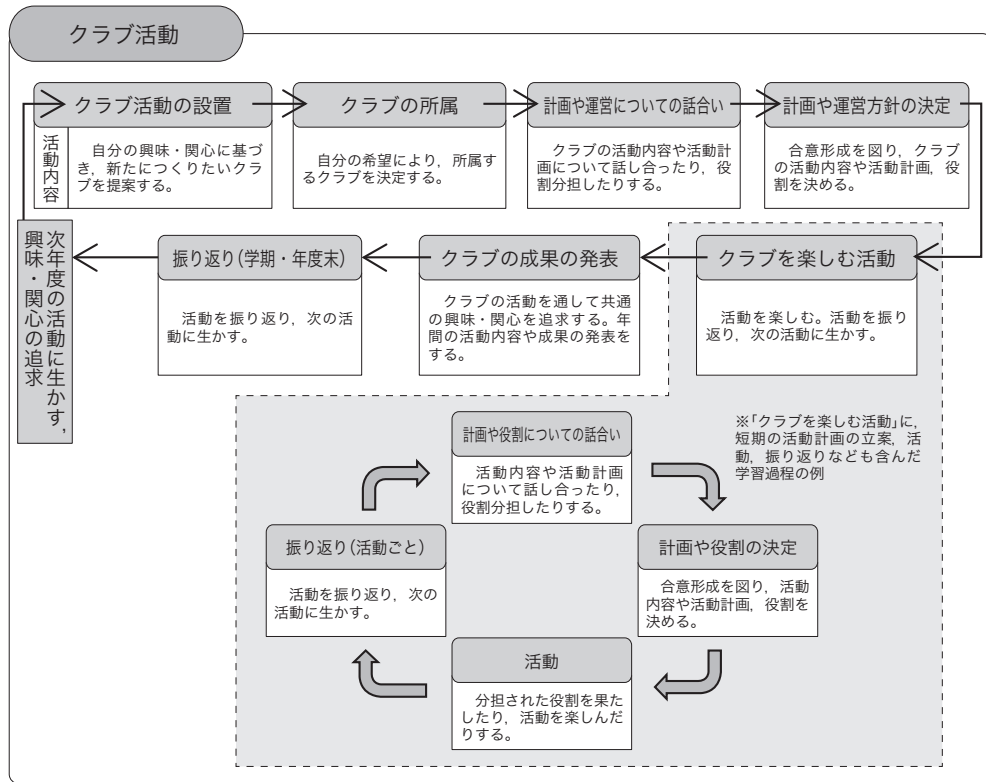 クラブ活動
クラブ活動の設置
活動内容
自分の興味・関心に基づ
き，新たにつくりたいクラ
ブを提案する。
クラブの所属
自分の希望により，所属す
るクラブを決定する。
計画や運営についての話合い
クラブの活動内容や活動計
画について話し合ったり，役
割分担したりする。
計画や運営方針の決定
合意形成を図り，クラブ
の活動内容や活動計画，役
割を決める。
クラブを楽しむ活動
活動を楽しむ。活動を振り
返り，次の活動に生かす。
クラブの成果の発表
クラブの活動を通して共通
の興味・関心を追求する。年
間の活動内容や成果の発表を
する。
振り返り（学期・年度末）
活動を振り返り，次の活
動に生かす。
次年度の活動に生かす，
興味・関心の追求
※「クラブを楽しむ活動」に，
短期の活動計画の立案，活
動，振り返りなども含んだ
学習過程の例
計画や役割についての話合い
活動内容や活動計画
について話し合ったり，
役割分担したりする。
計画や役割の決定
合意形成を図り，活動
内容や活動計画，役割を
決める。
活動
分担された役割を果た
したり，活動を楽しんだ
りする。
振り返り（活動ごと）
活動を振り返り，次の
活動に生かす。